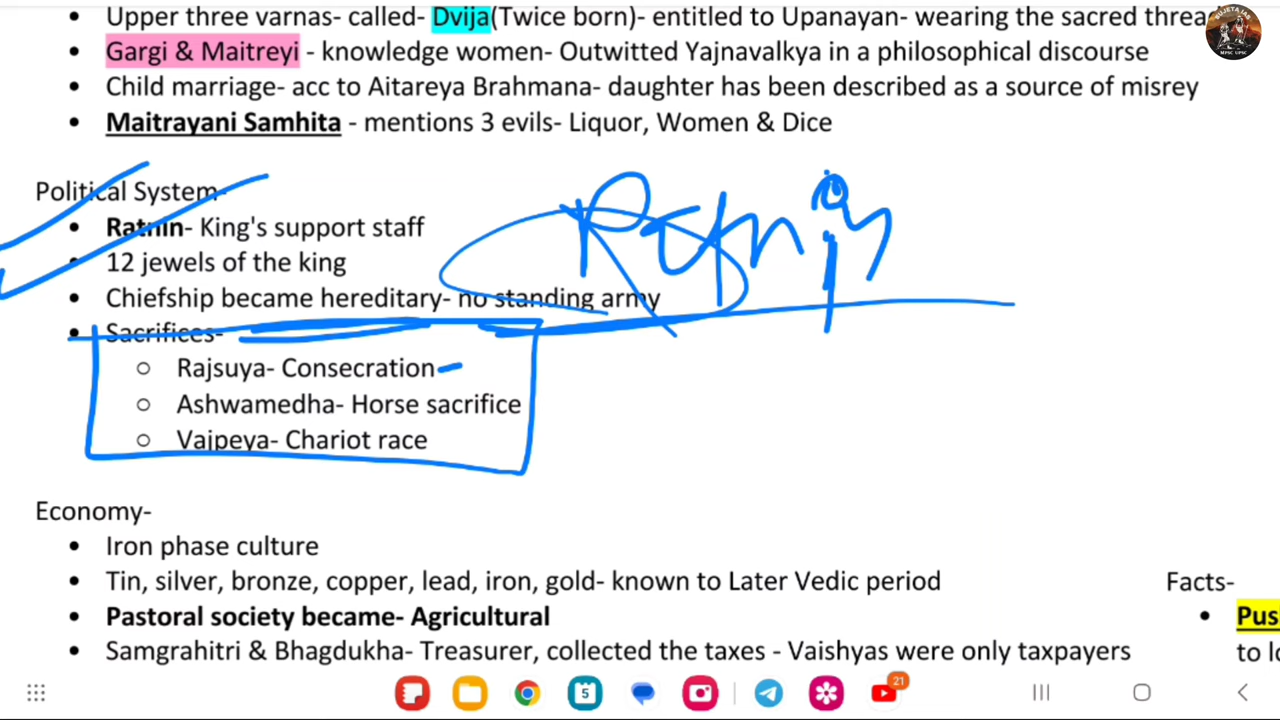 Upper three varnas- called- Dvija(Twice born)- entitled to Upanayan- wearing the sacred threa
Gargi & Maitreyi - knowledge women- Outwitted Yajnavalkya in a philosophical discourse
Child marriage- acc to Aitareya Brahmana- daughter has been described as a source of misrey
Maitrayani Samhita - mentions 3 evils- Liquor, Women & Dice
Political System-
Ratnin- King's support staff
12 jewels of the king
Chiefship became hereditary- no standing army
Sacrifices-
Rajsuya- Consecration
Ashwamedha- Horse sacrifice
Vajpeya- Chariot race
Economy-
Iron phase culture
Tin, silver, bronze, copper, lead, iron, gold- known to Later Vedic period
Pastoral society became- Agricultural
Samgrahitri & Bhagdukha- Treasurer, collected the taxes - Vaishyas were only taxpayers
Facts-
Pus
to lo
5
21